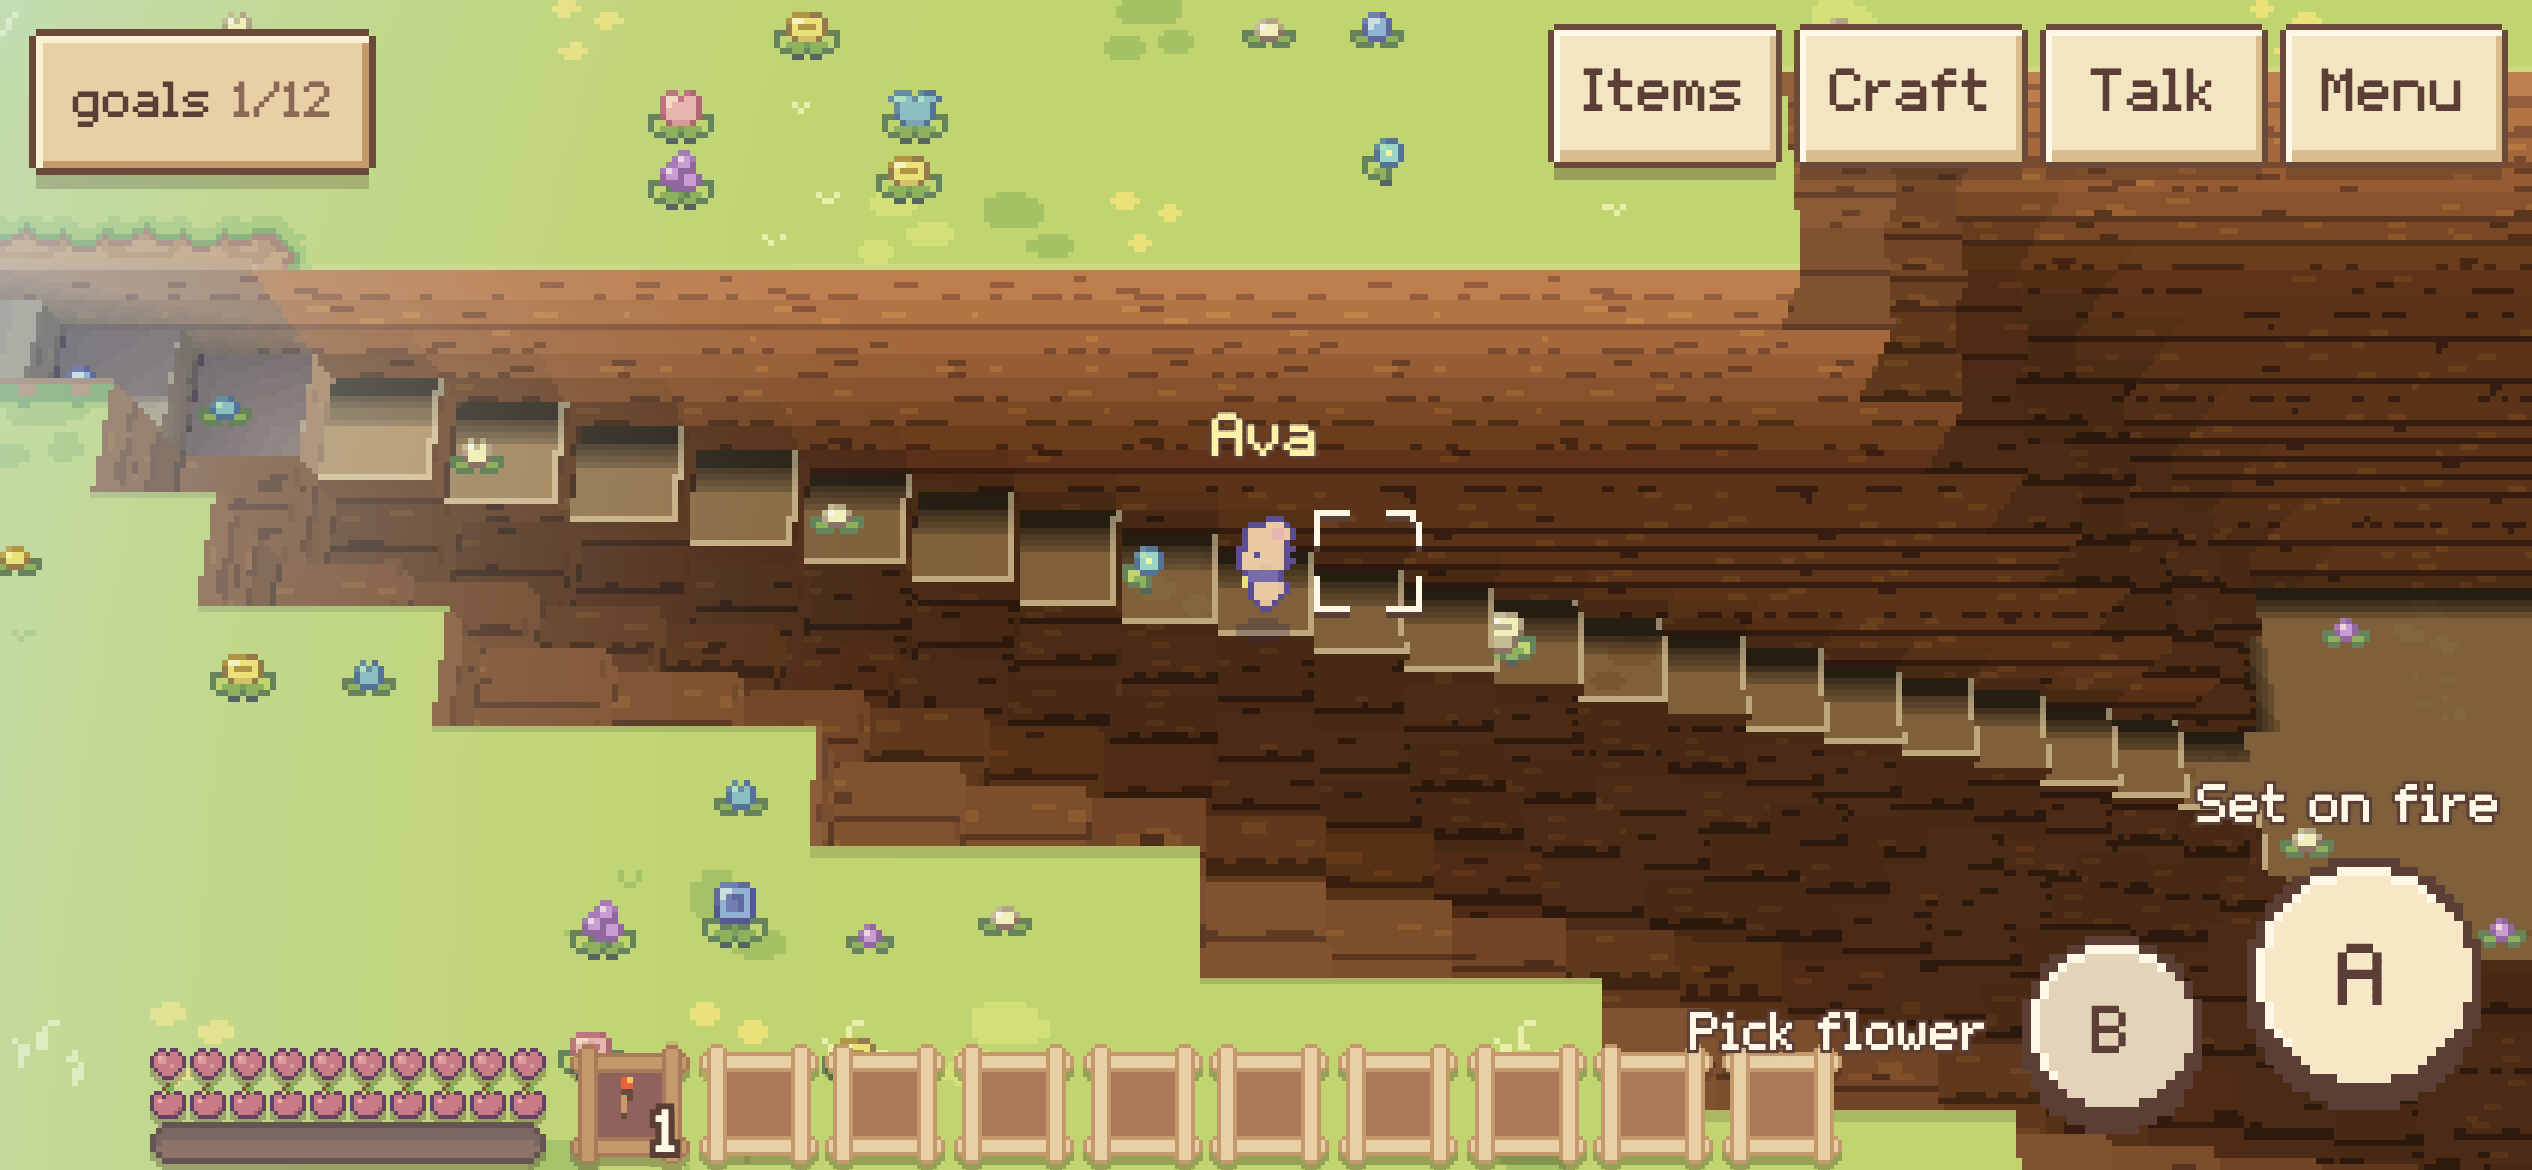 goals 1/12
Items
Craft
Talk
Menu
Ava
Set on fire
A
B
Pick flower
1